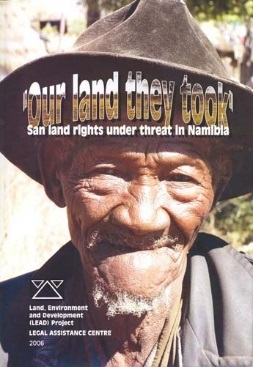 'Our land they took'
San land rights under threat in Namibia
Land, Environment
and Development
(LEAD) Project
LEGAL ASSISTANCE CENTRE
2006